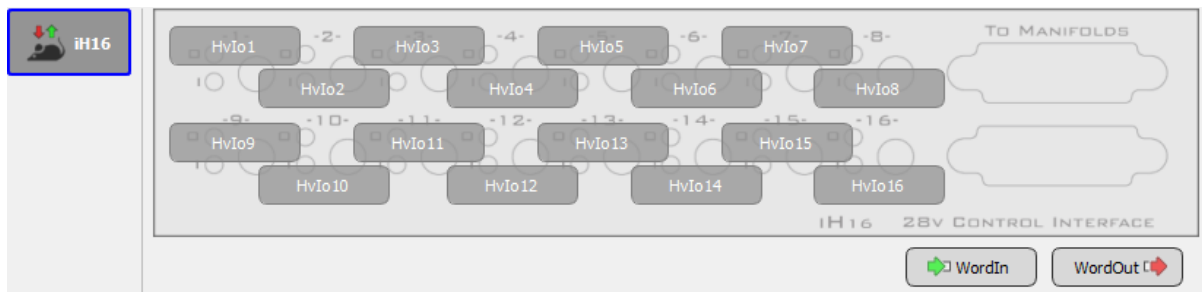 iH16
-2- -4- -6- -8-
HvIo1 HvIo3 HvIo5 HvIo7
TO MANIFOLDS
HvIo2 HvIo4 HvIo6 HvIo8
-9- -10- -11- -12- -13- -14- -15- -16-
HvIo9 HvIo11 HvIo13 HvIo15
HvIo10 HvIo12 HvIo14 HvIo16
IH16 28V CONTROL INTERFACE
WordIn WordOut